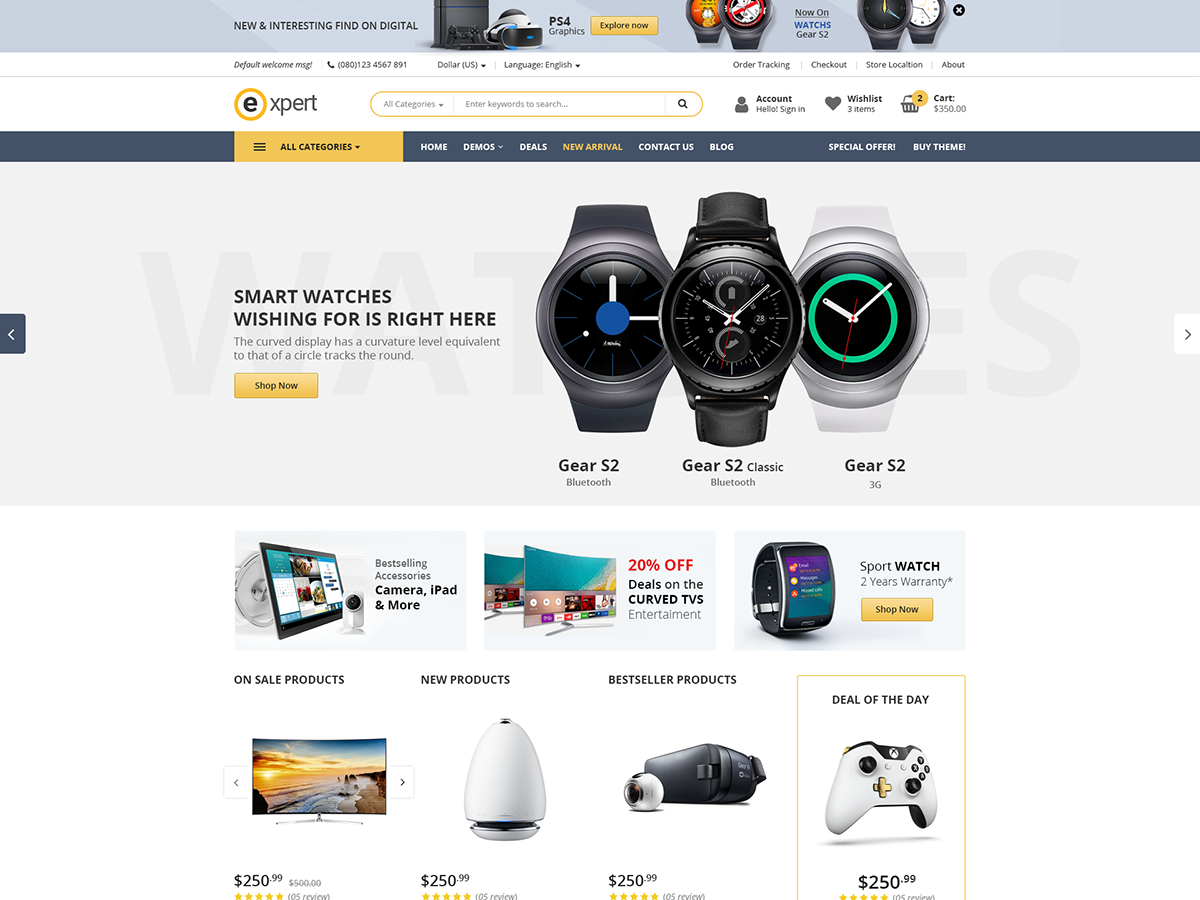 NEW & INTERESTING FIND ON DIGITAL
PS4
Graphics
Explore now
Now On
WATCHS
Gear S2
Default welcome msg!
(080)123 4567 891
Dollar (US)
Language: English
Order Tracking
Checkout
Store Localtion
About
expert
All Categories
Enter keywords to search...
Account
Hello! Sign in
Wishlist
3 items
2
Cart:
$350.00
ALL CATEGORIES
HOME
DEMOS
DEALS
NEW ARRIVAL
CONTACT US
BLOG
SPECIAL OFFER!
BUY THEME!
WATCHES
SMART WATCHES
WISHING FOR IS RIGHT HERE
The curved display has a curvature level equivalent
to that of a circle tracks the round.
Shop Now
28
Gear S2
Bluetooth
Gear S2 Classic
Bluetooth
Gear S2
3G
Bestselling
Accessories
Camera, iPad
& More
20% OFF
Deals on the
CURVED TVS
Entertaiment
Email
Messages
Missed calls
Sport WATCH
2 Years Warranty*
Shop Now
ON SALE PRODUCTS
NEW PRODUCTS
BESTSELLER PRODUCTS
DEAL OF THE DAY
$250.99 $500.00
(05 review)
$250.99
(05 review)
$250.99
(05 review)
$250.99
(05 review)